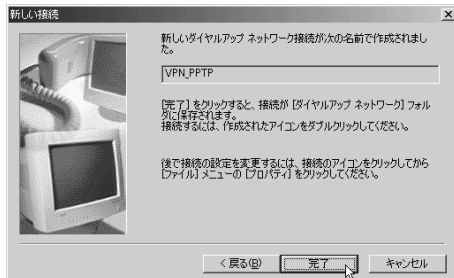 新しい接続
新しいダイヤルアップ ネットワーク接続が次の名前で作成されまし
た。
VPN_PPTP
[完了] をクリックすると、接続が [ダイヤルアップ ネットワーク] フォル
ダに保存されます。
接続するには、作成されたアイコンをダブルクリックしてください。
後で接続の設定を変更するには、接続のアイコンをクリックしてから
[ファイル] メニューの [プロパティ] をクリックしてください。
< 戻る(B)
完了
キャンセル